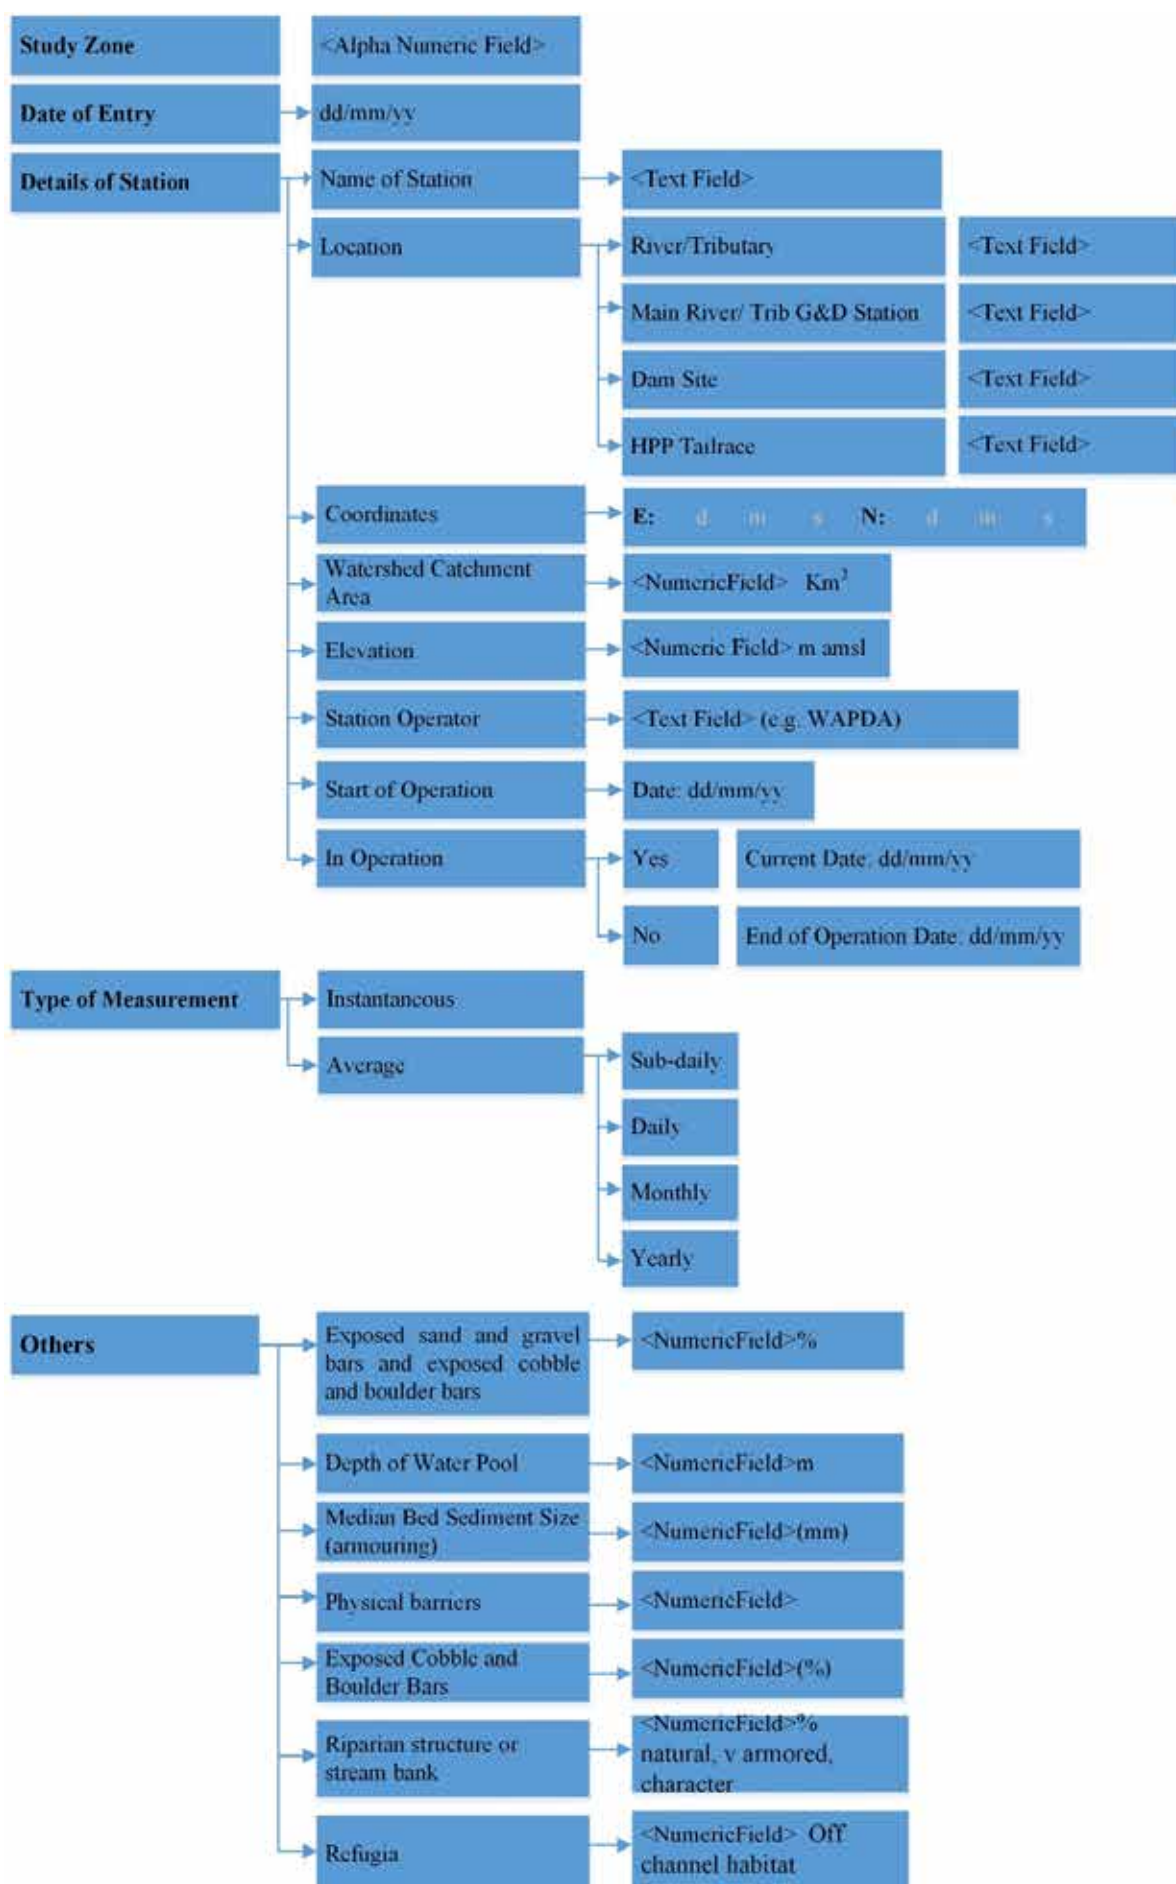 Study Zone
<Alpha Numeric Field>
Date of Entry
dd/mm/yy
Details of Station
Name of Station
<Text Field>
Location
River/Tributary
<Text Field>
Main River/ Trib G&D Station
<Text Field>
Dam Site
<Text Field>
HPP Tailrace
<Text Field>
Coordinates
E: d m s N: d m s
Watershed Catchment
Area
<NumericField> Km²
Elevation
<Numeric Field> m amsl
Station Operator
<Text Field> (e.g. WAPDA)
Start of Operation
Date: dd/mm/yy
In Operation
Yes
Current Date: dd/mm/yy
No
End of Operation Date: dd/mm/yy
Type of Measurement
Instantaneous
Average
Sub-daily
Daily
Monthly
Yearly
Others
Exposed sand and gravel
bars and exposed cobble
and boulder bars
<NumericField>%
Depth of Water Pool
<NumericField>m
Median Bed Sediment Size
(armouring)
<NumericField>(mm)
Physical barriers
<NumericField>
Exposed Cobble and
Boulder Bars
<NumericField>(%)
Riparian structure or
stream bank
<NumericField>%
natural, v armored,
character
Refugia
<NumericField> Off
channel habitat